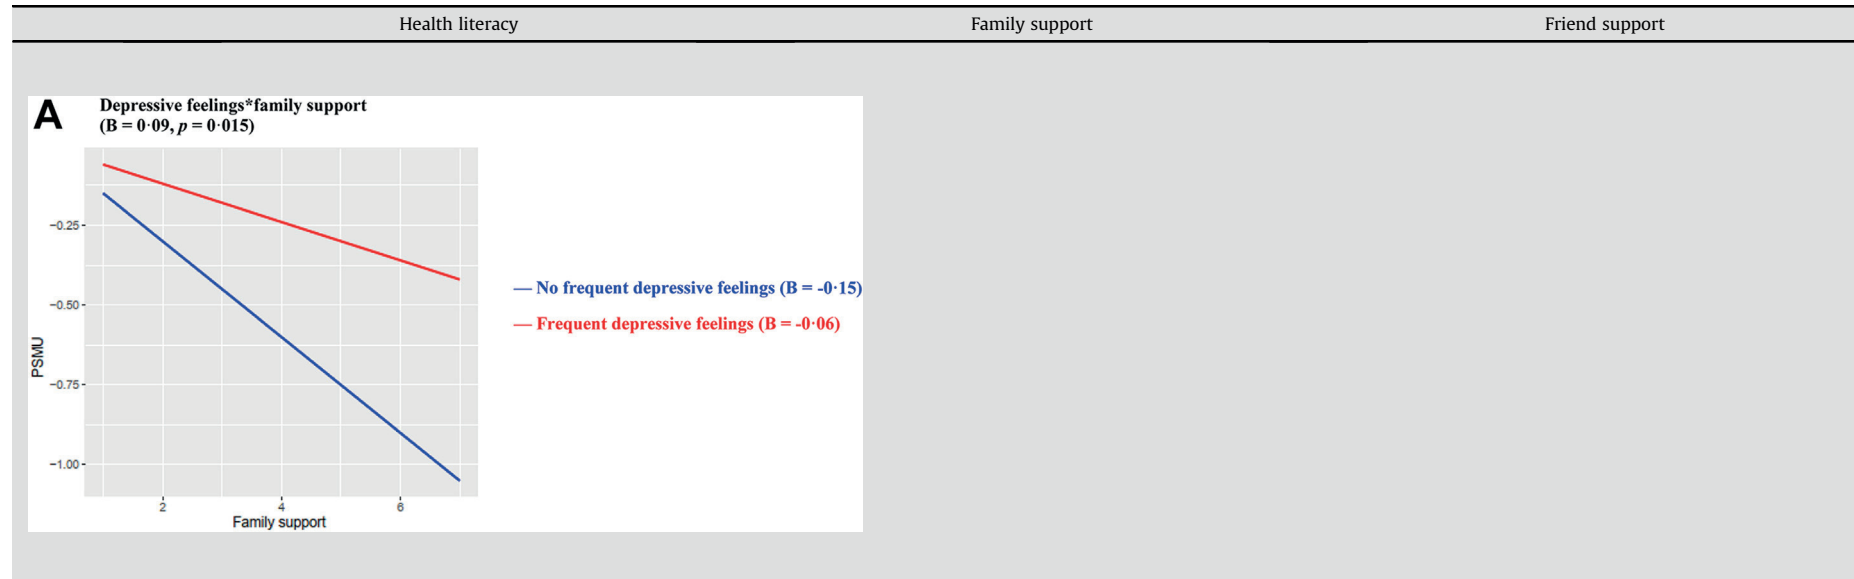 Health literacy Family support Friend support
A
Depressive feelings*family support
(B = 0·09, p = 0·015)
PSMU
−0.25
−0.50
−0.75
−1.00
2 4 6
Family support
— No frequent depressive feelings (B = -0·15)
— Frequent depressive feelings (B = -0·06)